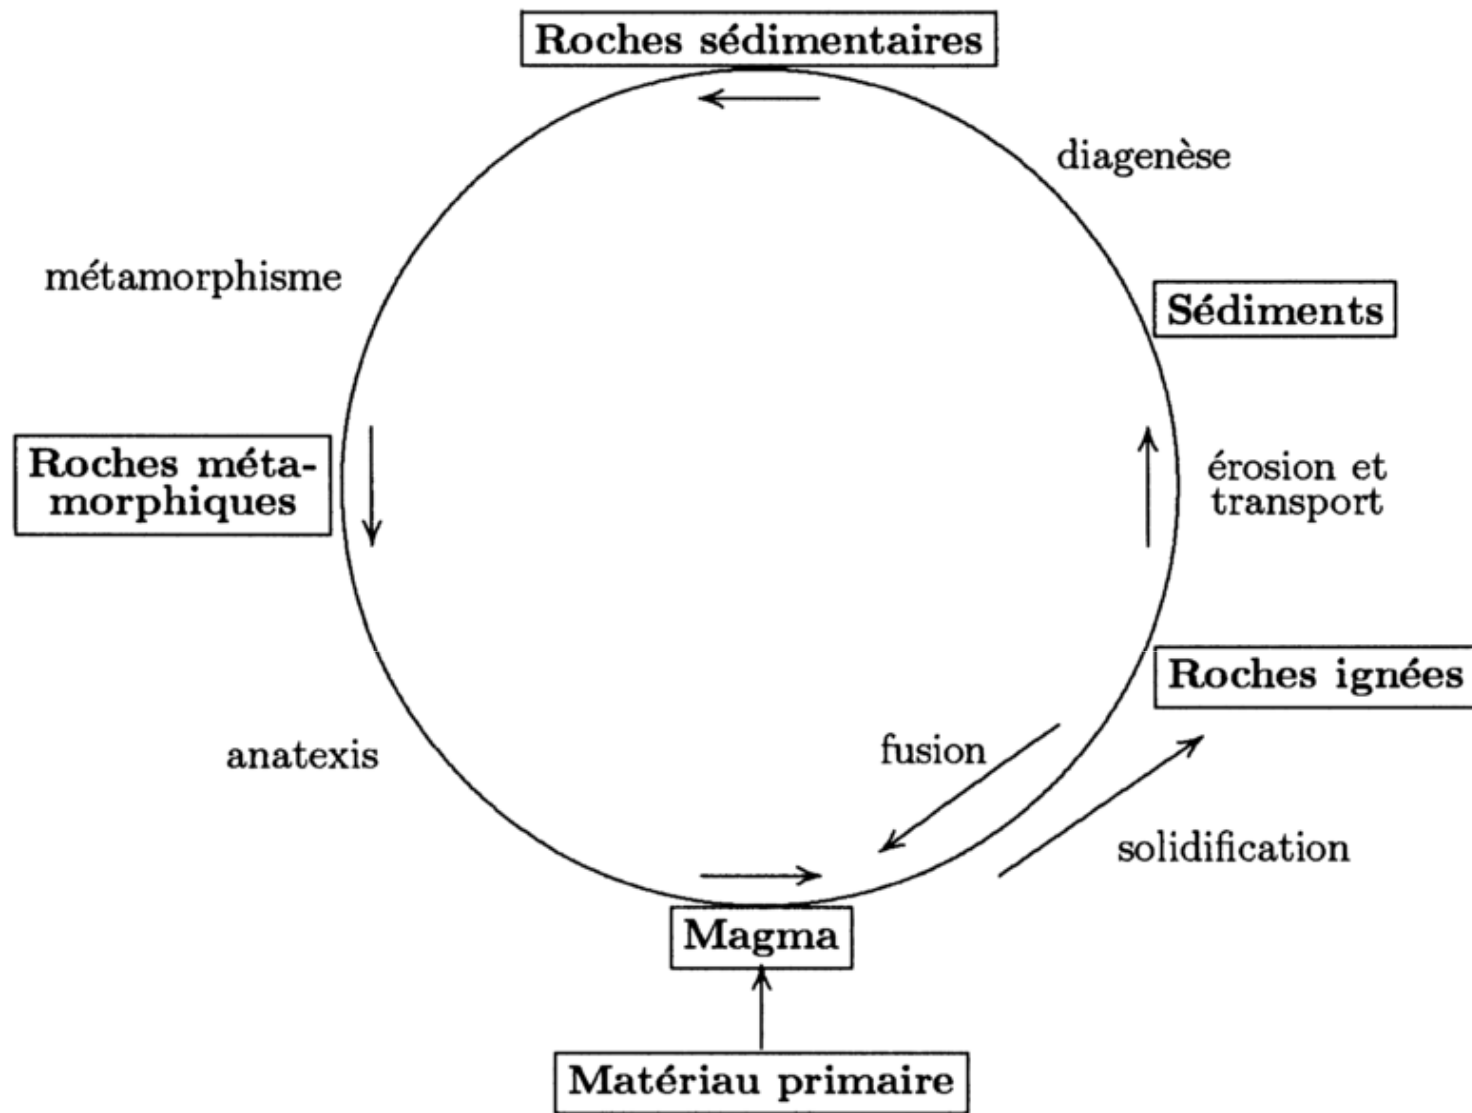 Roches sédimentaires
diagenèse
métamorphisme
Sédiments
Roches méta-
morphiques
érosion et
transport
Roches ignées
fusion
anatexis
solidification
Magma
Matériau primaire